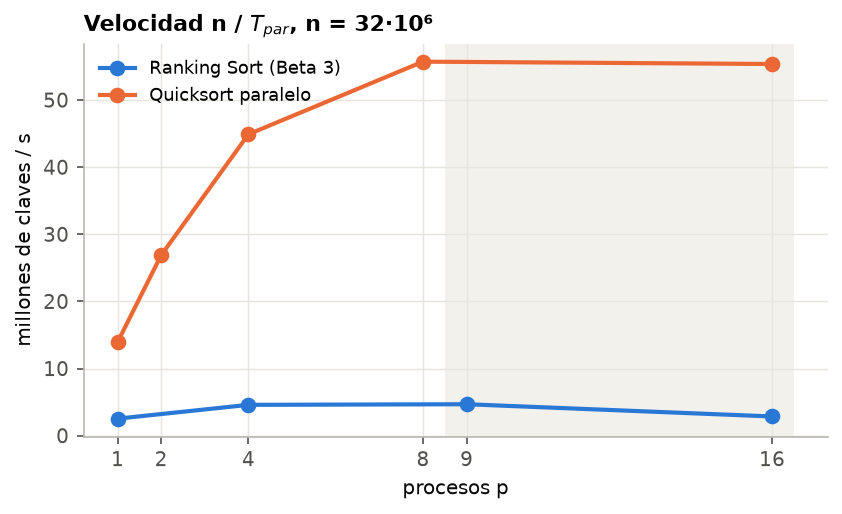 Velocidad n / T_par, n = 32·10⁶
Ranking Sort (Beta 3)
Quicksort paralelo
millones de claves / s
50
40
30
20
10
0
1 2 4 8 9 16
procesos p